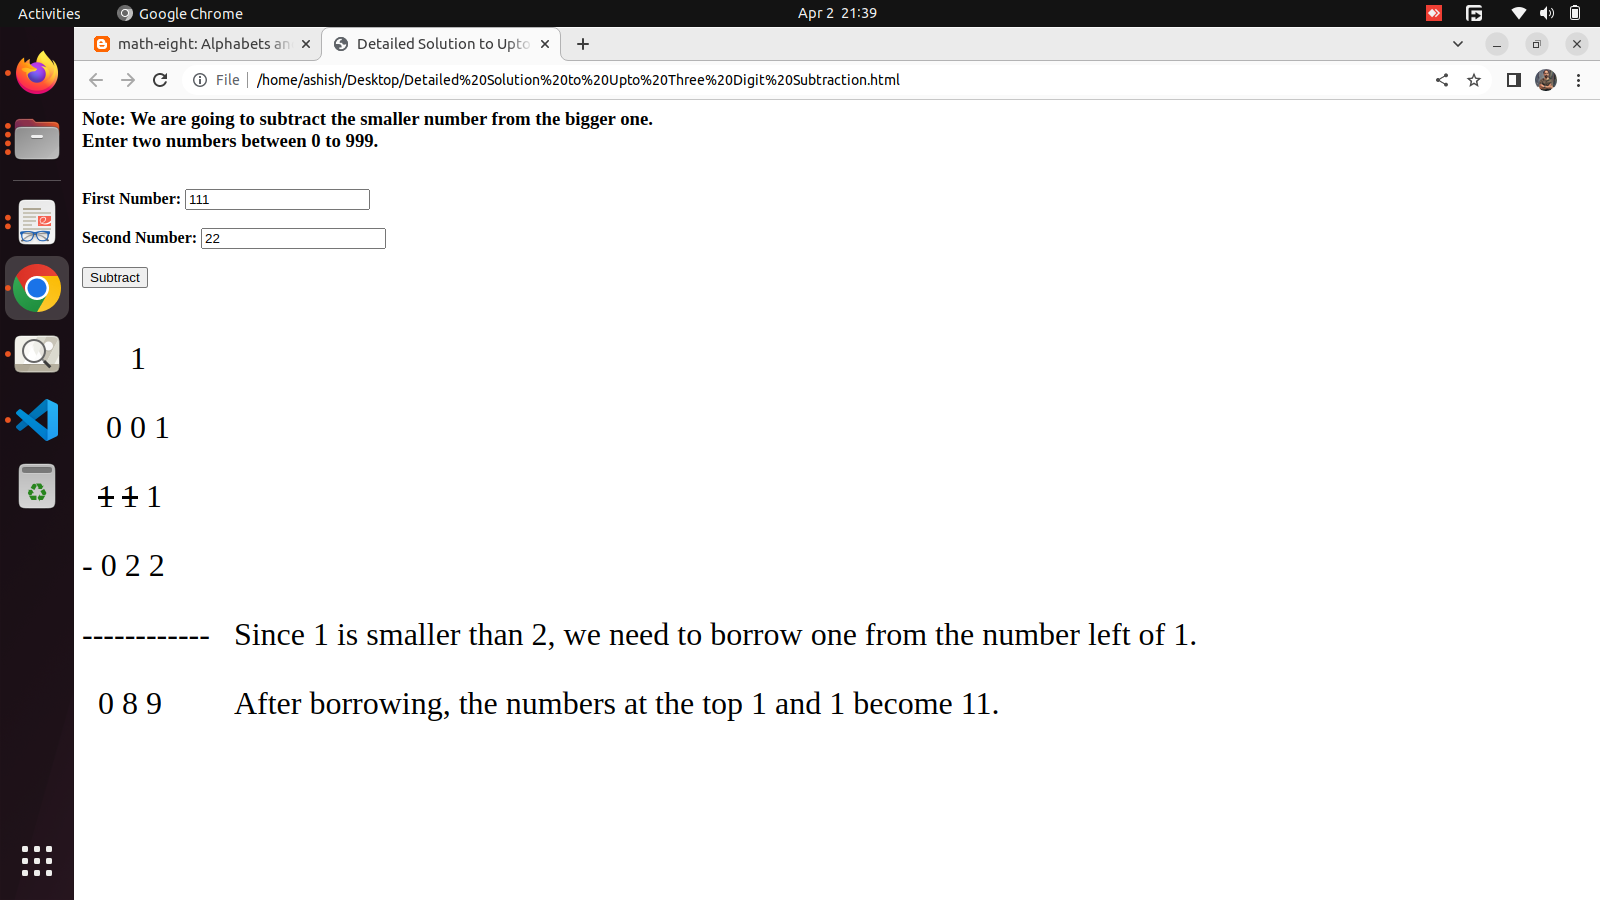 Activities
Google Chrome
Apr 2 21:39
math-eight: Alphabets an
Detailed Solution to Upto
File
/home/ashish/Desktop/Detailed%20Solution%20to%20Upto%20Three%20Digit%20Subtraction.html
Note: We are going to subtract the smaller number from the bigger one.
Enter two numbers between 0 to 999.
First Number: 111
Second Number: 22
Subtract
1
0 0 1
1 1 1
- 0 2 2
------------ Since 1 is smaller than 2, we need to borrow one from the number left of 1.
0 8 9 After borrowing, the numbers at the top 1 and 1 become 11.